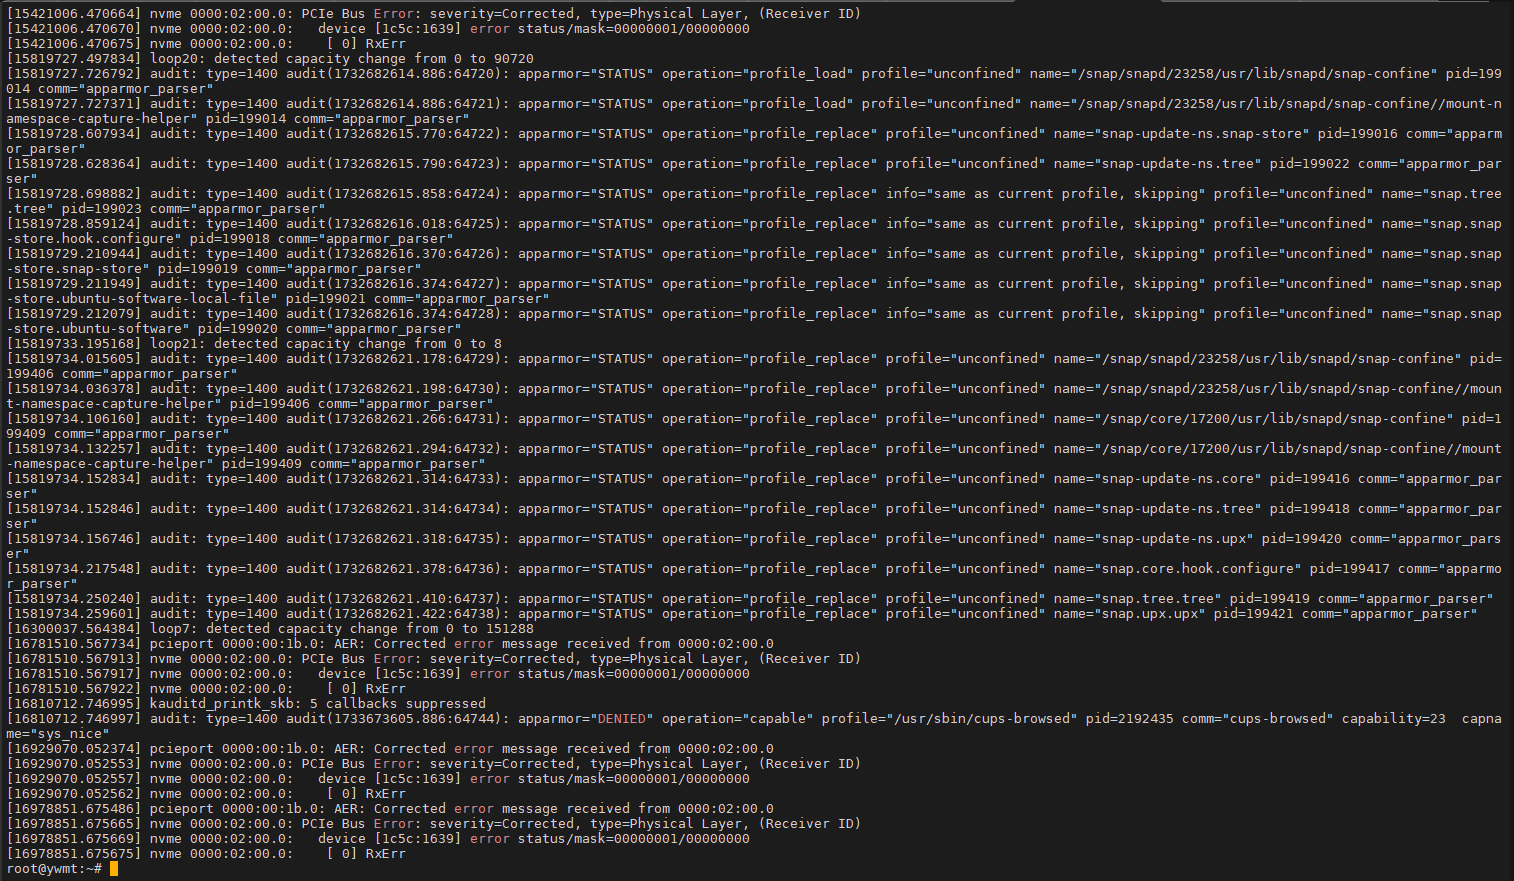 [15421006.470664] nvme 0000:02:00.0: PCIe Bus Error: severity=Corrected, type=Physical Layer, (Receiver ID)
[15421006.470670] nvme 0000:02:00.0:   device [1c5c:1639] error status/mask=00000001/00000000
[15421006.470675] nvme 0000:02:00.0:    [ 0] RxErr
[15819727.497834] loop20: detected capacity change from 0 to 90720
[15819727.726792] audit: type=1400 audit(1732682614.886:64720): apparmor="STATUS" operation="profile_load" profile="unconfined" name="/snap/snapd/23258/usr/lib/snapd/snap-confine" pid=199
014 comm="apparmor_parser"
[15819727.727371] audit: type=1400 audit(1732682614.886:64721): apparmor="STATUS" operation="profile_load" profile="unconfined" name="/snap/snapd/23258/usr/lib/snapd/snap-confine//mount-n
amespace-capture-helper" pid=199014 comm="apparmor_parser"
[15819728.607934] audit: type=1400 audit(1732682615.770:64722): apparmor="STATUS" operation="profile_replace" profile="unconfined" name="snap-update-ns.snap-store" pid=199016 comm="apparm
or_parser"
[15819728.628364] audit: type=1400 audit(1732682615.790:64723): apparmor="STATUS" operation="profile_replace" profile="unconfined" name="snap-update-ns.tree" pid=199022 comm="apparmor_par
ser"
[15819728.698882] audit: type=1400 audit(1732682615.858:64724): apparmor="STATUS" operation="profile_replace" info="same as current profile, skipping" profile="unconfined" name="snap.tree
.tree" pid=199023 comm="apparmor_parser"
[15819728.859124] audit: type=1400 audit(1732682616.018:64725): apparmor="STATUS" operation="profile_replace" info="same as current profile, skipping" profile="unconfined" name="snap.snap
-store.hook.configure" pid=199018 comm="apparmor_parser"
[15819729.210944] audit: type=1400 audit(1732682616.370:64726): apparmor="STATUS" operation="profile_replace" info="same as current profile, skipping" profile="unconfined" name="snap.snap
-store.snap-store" pid=199019 comm="apparmor_parser"
[15819729.211949] audit: type=1400 audit(1732682616.374:64727): apparmor="STATUS" operation="profile_replace" info="same as current profile, skipping" profile="unconfined" name="snap.snap
-store.ubuntu-software-local-file" pid=199021 comm="apparmor_parser"
[15819729.212079] audit: type=1400 audit(1732682616.374:64728): apparmor="STATUS" operation="profile_replace" info="same as current profile, skipping" profile="unconfined" name="snap.snap
-store.ubuntu-software" pid=199020 comm="apparmor_parser"
[15819733.195168] loop21: detected capacity change from 0 to 8
[15819734.015605] audit: type=1400 audit(1732682621.178:64729): apparmor="STATUS" operation="profile_replace" profile="unconfined" name="/snap/snapd/23258/usr/lib/snapd/snap-confine" pid=
199406 comm="apparmor_parser"
[15819734.036378] audit: type=1400 audit(1732682621.198:64730): apparmor="STATUS" operation="profile_replace" profile="unconfined" name="/snap/snapd/23258/usr/lib/snapd/snap-confine//moun
t-namespace-capture-helper" pid=199406 comm="apparmor_parser"
[15819734.106160] audit: type=1400 audit(1732682621.266:64731): apparmor="STATUS" operation="profile_replace" profile="unconfined" name="/snap/core/17200/usr/lib/snapd/snap-confine" pid=1
99409 comm="apparmor_parser"
[15819734.132257] audit: type=1400 audit(1732682621.294:64732): apparmor="STATUS" operation="profile_replace" profile="unconfined" name="/snap/core/17200/usr/lib/snapd/snap-confine//mount
-namespace-capture-helper" pid=199409 comm="apparmor_parser"
[15819734.152834] audit: type=1400 audit(1732682621.314:64733): apparmor="STATUS" operation="profile_replace" profile="unconfined" name="snap-update-ns.core" pid=199416 comm="apparmor_par
ser"
[15819734.152846] audit: type=1400 audit(1732682621.314:64734): apparmor="STATUS" operation="profile_replace" profile="unconfined" name="snap-update-ns.tree" pid=199418 comm="apparmor_par
ser"
[15819734.156746] audit: type=1400 audit(1732682621.318:64735): apparmor="STATUS" operation="profile_replace" profile="unconfined" name="snap-update-ns.upx" pid=199420 comm="apparmor_pars
er"
[15819734.217548] audit: type=1400 audit(1732682621.378:64736): apparmor="STATUS" operation="profile_replace" profile="unconfined" name="snap.core.hook.configure" pid=199417 comm="apparmo
r_parser"
[15819734.250240] audit: type=1400 audit(1732682621.410:64737): apparmor="STATUS" operation="profile_replace" profile="unconfined" name="snap.tree.tree" pid=199419 comm="apparmor_parser"
[15819734.259601] audit: type=1400 audit(1732682621.422:64738): apparmor="STATUS" operation="profile_replace" profile="unconfined" name="snap.upx.upx" pid=199421 comm="apparmor_parser"
[16300037.564384] loop7: detected capacity change from 0 to 151288
[16781510.567734] pcieport 0000:00:1b.0: AER: Corrected error message received from 0000:02:00.0
[16781510.567913] nvme 0000:02:00.0: PCIe Bus Error: severity=Corrected, type=Physical Layer, (Receiver ID)
[16781510.567917] nvme 0000:02:00.0:   device [1c5c:1639] error status/mask=00000001/00000000
[16781510.567922] nvme 0000:02:00.0:    [ 0] RxErr
[16810712.746995] kauditd_printk_skb: 5 callbacks suppressed
[16810712.746997] audit: type=1400 audit(1733673605.886:64744): apparmor="DENIED" operation="capable" profile="/usr/sbin/cups-browsed" pid=2192435 comm="cups-browsed" capability=23  capna
me="sys_nice"
[16929070.052374] pcieport 0000:00:1b.0: AER: Corrected error message received from 0000:02:00.0
[16929070.052553] nvme 0000:02:00.0: PCIe Bus Error: severity=Corrected, type=Physical Layer, (Receiver ID)
[16929070.052557] nvme 0000:02:00.0:   device [1c5c:1639] error status/mask=00000001/00000000
[16929070.052562] nvme 0000:02:00.0:    [ 0] RxErr
[16978851.675486] pcieport 0000:00:1b.0: AER: Corrected error message received from 0000:02:00.0
[16978851.675665] nvme 0000:02:00.0: PCIe Bus Error: severity=Corrected, type=Physical Layer, (Receiver ID)
[16978851.675669] nvme 0000:02:00.0:   device [1c5c:1639] error status/mask=00000001/00000000
[16978851.675675] nvme 0000:02:00.0:    [ 0] RxErr
root@ywmt:~#